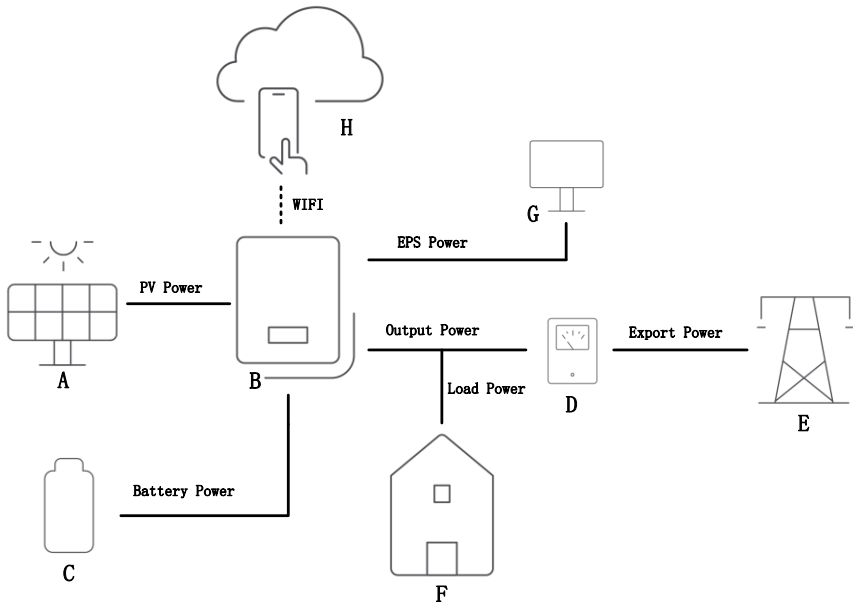 H
WIFI
G
EPS Power
PV Power
Output Power
Export Power
A
B
Load Power
D
E
Battery Power
C
F